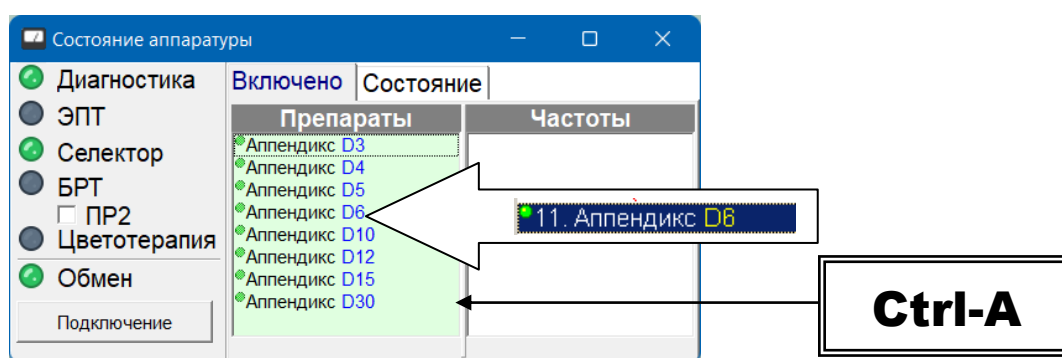 Состояние аппаратуры
Диагностика
ЭПТ
Селектор
БРТ
ПР2
Цветотерапия
Обмен
Подключение
Включено
Состояние
Препараты
Аппендикс D3
Аппендикс D4
Аппендикс D5
Аппендикс D6
Аппендикс D10
Аппендикс D12
Аппендикс D15
Аппендикс D30
Частоты
11. Аппендикс D6
Ctrl-A